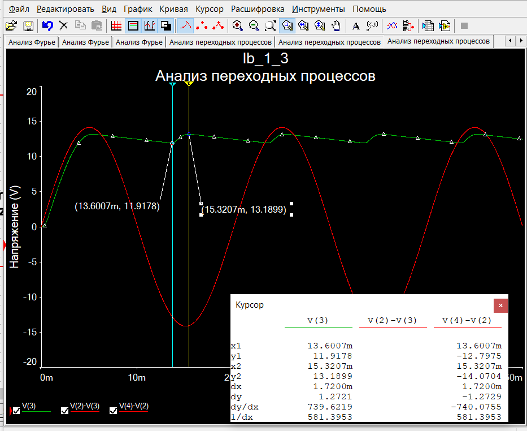 Файл Редактировать Вид График Кривая Курсор Расшифровка Инструменты Помощь
Анализ Фурье Анализ Фурье Анализ Фурье Анализ переходных процессов Анализ переходных процессов Анализ переходных процессов
lb_1_3
Анализ переходных процессов
Напряжение (V)
20
15
10
5
0
-5
-10
-15
-20
(13.6007m, 11.9178)
(15.3207m, 13.1899)
0m 10m 2 50m
V(3) V(2)-V(3) V(4)-V(2)
Курсор
V(3) V(2)-V(3) V(4)-V(2)
x1 13.6007m 13.6007m
y1 11.9178 -12.7975
x2 15.3207m 15.3207m
y2 13.1899 -14.0704
dx 1.7200m 1.7200m
dy 1.2721 -1.2729
dy/dx 739.6219 -740.0755
1/dx 581.3953 581.3953